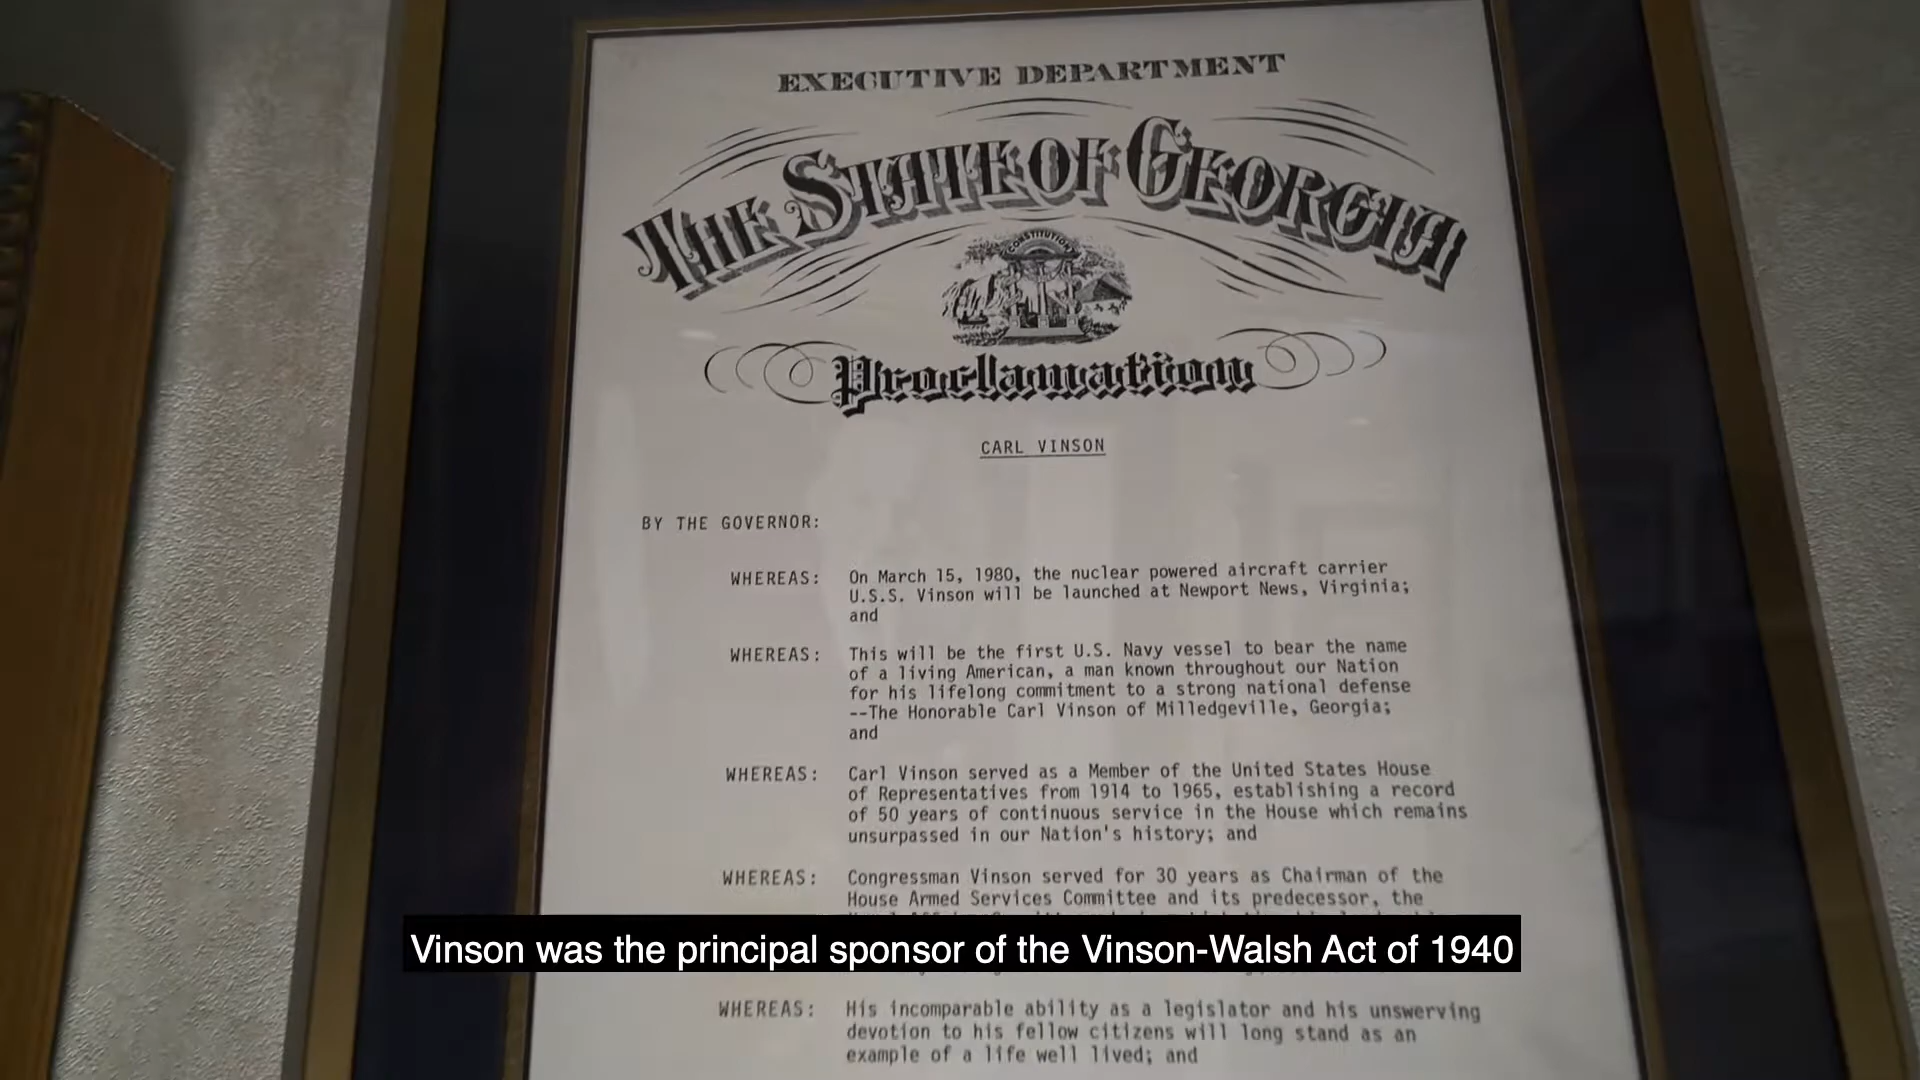 EXECUTIVE DEPARTMENT
THE STATE OF GEORGIA
CONSTITUTION
Proclamation
CARL VINSON
BY THE GOVERNOR:
WHEREAS: On March 15, 1980, the nuclear powered aircraft carrier
U.S.S. Vinson will be launched at Newport News, Virginia;
and
WHEREAS: This will be the first U.S. Navy vessel to bear the name
of a living American, a man known throughout our Nation
for his lifelong commitment to a strong national defense
--The Honorable Carl Vinson of Milledgeville, Georgia;
and
WHEREAS: Carl Vinson served as a Member of the United States House
of Representatives from 1914 to 1965, establishing a record
of 50 years of continuous service in the House which remains
unsurpassed in our Nation's history; and
WHEREAS: Congressman Vinson served for 30 years as Chairman of the
House Armed Services Committee and its predecessor, the
Vinson was the principal sponsor of the Vinson-Walsh Act of 1940
WHEREAS: His incomparable ability as a legislator and his unswerving
devotion to his fellow citizens will long stand as an
example of a life well lived; and